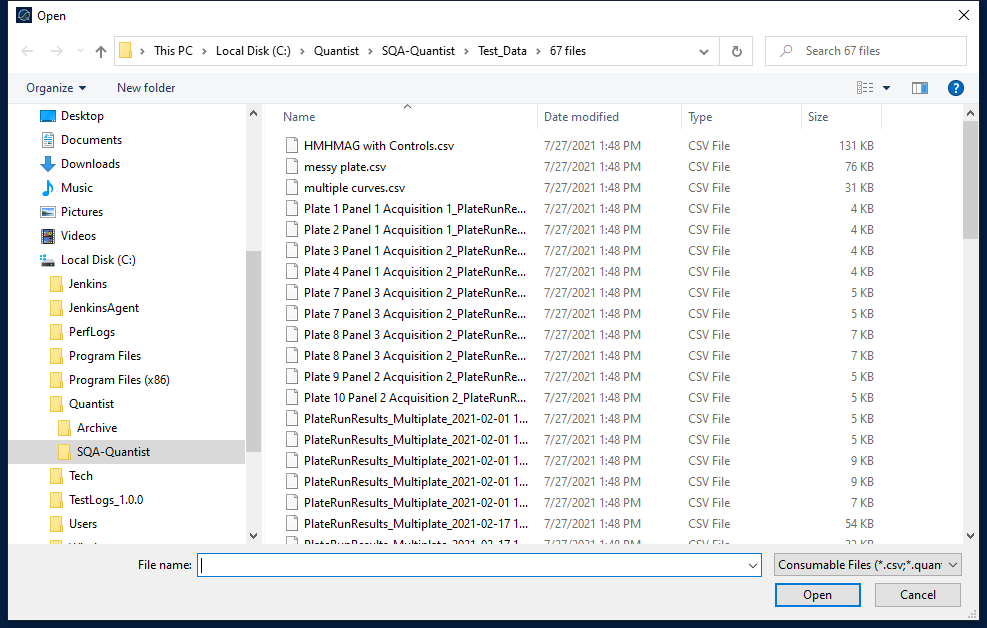 Open
This PC > Local Disk (C:) > Quantist > SQA-Quantist > Test_Data > 67 files
Search 67 files
Organize
New folder
Desktop
Documents
Downloads
Music
Pictures
Videos
Local Disk (C:)
Jenkins
JenkinsAgent
PerfLogs
Program Files
Program Files (x86)
Quantist
Archive
SQA-Quantist
Tech
TestLogs_1.0.0
Users
Name Date modified Type Size
HMHMAG with Controls.csv 7/27/2021 1:48 PM CSV File 131 KB
messy plate.csv 7/27/2021 1:48 PM CSV File 76 KB
multiple curves.csv 7/27/2021 1:48 PM CSV File 31 KB
Plate 1 Panel 1 Acquisition 1_PlateRunRe... 7/27/2021 1:48 PM CSV File 4 KB
Plate 2 Panel 1 Acquisition 1_PlateRunRe... 7/27/2021 1:48 PM CSV File 4 KB
Plate 3 Panel 1 Acquisition 2_PlateRunRe... 7/27/2021 1:48 PM CSV File 4 KB
Plate 4 Panel 1 Acquisition 2_PlateRunRe... 7/27/2021 1:48 PM CSV File 4 KB
Plate 7 Panel 3 Acquisition 2_PlateRunRe... 7/27/2021 1:48 PM CSV File 5 KB
Plate 7 Panel 3 Acquisition 2_PlateRunRe... 7/27/2021 1:48 PM CSV File 5 KB
Plate 8 Panel 3 Acquisition 2_PlateRunRe... 7/27/2021 1:48 PM CSV File 7 KB
Plate 8 Panel 3 Acquisition 2_PlateRunRe... 7/27/2021 1:48 PM CSV File 7 KB
Plate 9 Panel 2 Acquisition 2_PlateRunRe... 7/27/2021 1:48 PM CSV File 5 KB
Plate 10 Panel 2 Acquisition 2_PlateRunR... 7/27/2021 1:48 PM CSV File 5 KB
PlateRunResults_Multiplate_2021-02-01 1... 7/27/2021 1:48 PM CSV File 5 KB
PlateRunResults_Multiplate_2021-02-01 1... 7/27/2021 1:48 PM CSV File 5 KB
PlateRunResults_Multiplate_2021-02-01 1... 7/27/2021 1:48 PM CSV File 9 KB
PlateRunResults_Multiplate_2021-02-01 1... 7/27/2021 1:48 PM CSV File 9 KB
PlateRunResults_Multiplate_2021-02-01 1... 7/27/2021 1:48 PM CSV File 7 KB
PlateRunResults_Multiplate_2021-02-17 1... 7/27/2021 1:48 PM CSV File 54 KB
File name:
Consumable Files (*.csv;*.quan
Open
Cancel